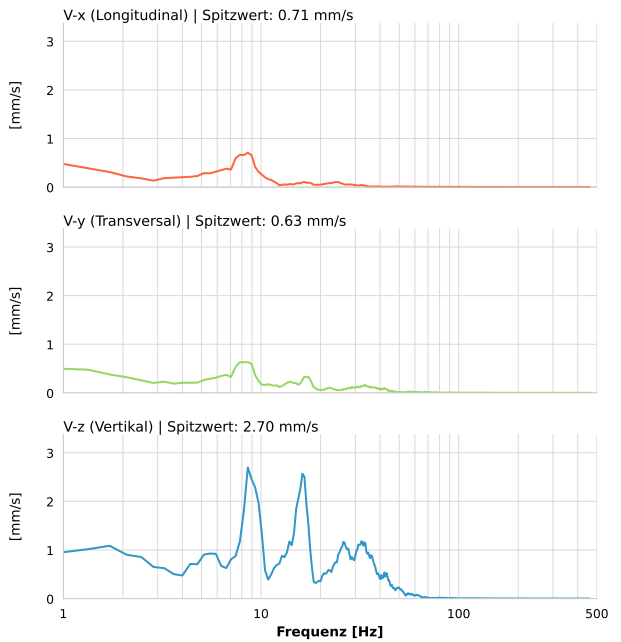 V-x (Longitudinal) | Spitzwert: 0.71 mm/s
3
2
1
0
[mm/s]
V-y (Transversal) | Spitzwert: 0.63 mm/s
3
2
1
0
[mm/s]
V-z (Vertikal) | Spitzwert: 2.70 mm/s
3
2
1
0
[mm/s]
1 10 100 500
Frequenz [Hz]